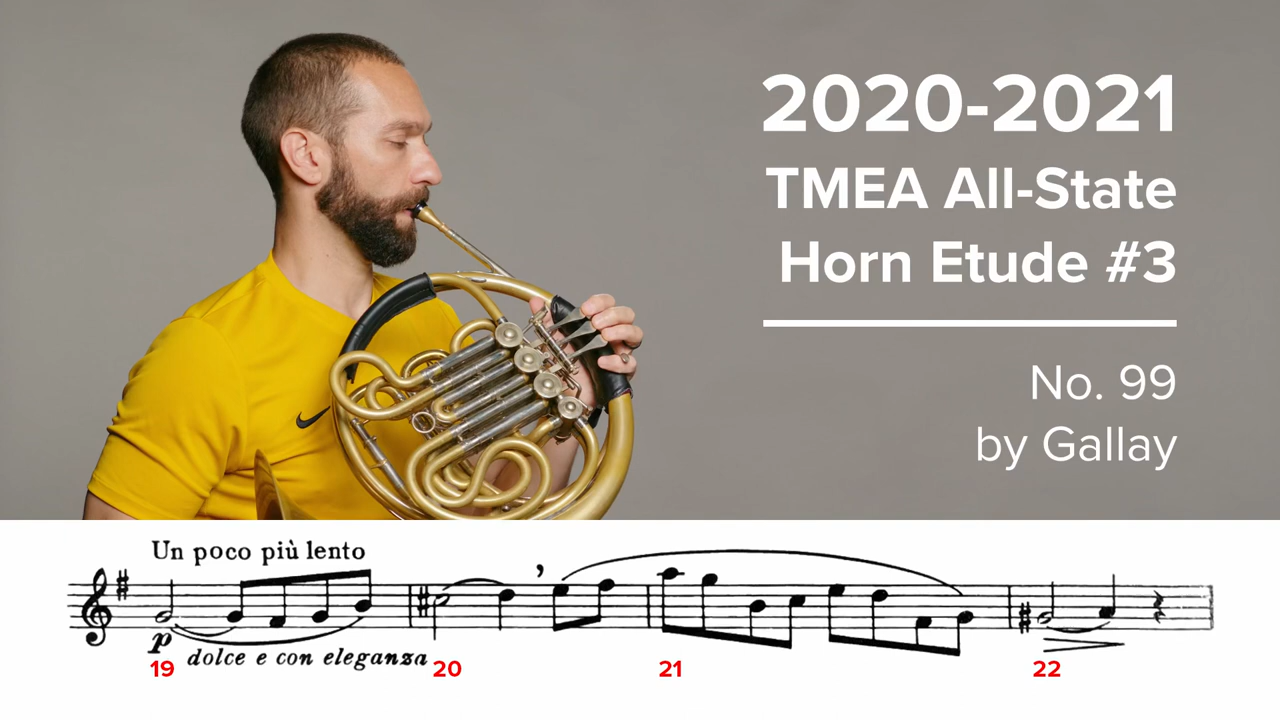 2020-2021
TMEA All-State
Horn Etude #3
No. 99
by Gallay
Un poco più lento
p
dolce e con eleganza
19 20 21 22